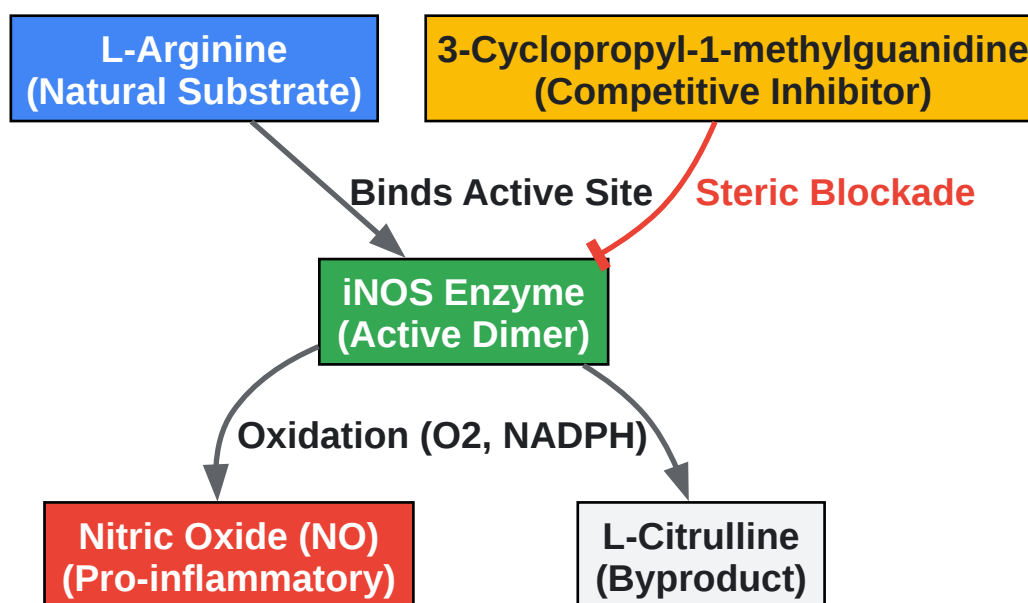 L-Arginine
(Natural Substrate)
3-Cyclopropyl-1-methylguanidine
(Competitive Inhibitor)
Binds Active Site
Steric Blockade
iNOS Enzyme
(Active Dimer)
Oxidation (O2, NADPH)
Nitric Oxide (NO)
(Pro-inflammatory)
L-Citrulline
(Byproduct)